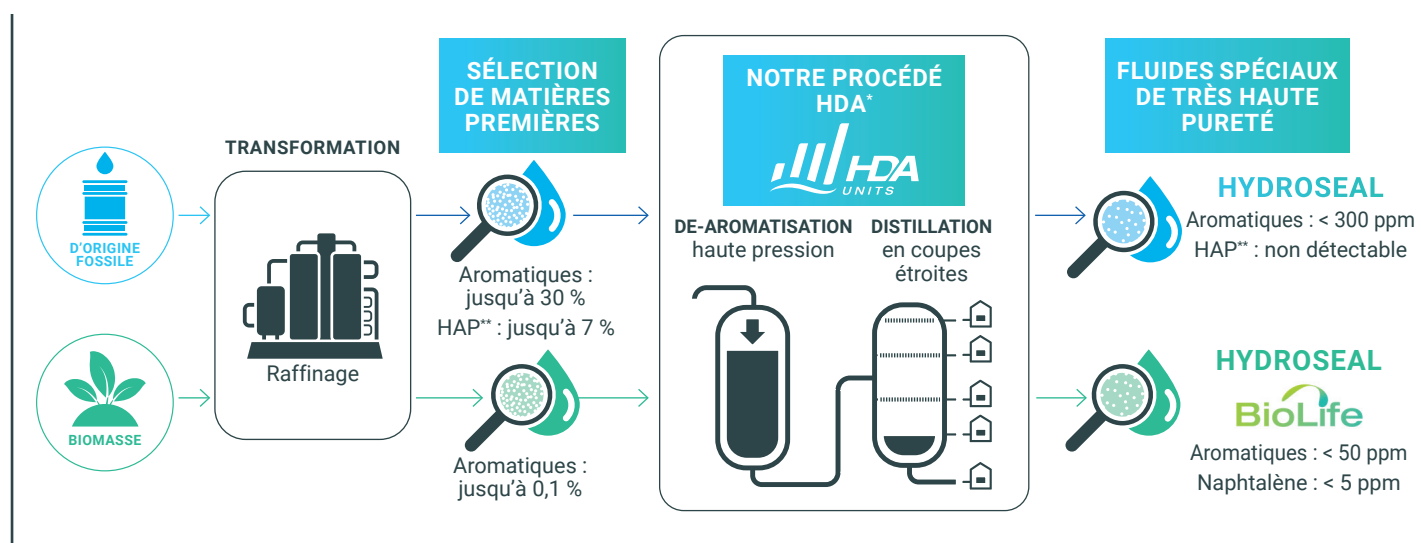 D'ORIGINE
FOSSILE
BIOMASSE
TRANSFORMATION
Raffinage
SÉLECTION
DE MATIÈRES
PREMIÈRES
Aromatiques :
jusqu'à 30 %
HAP** : jusqu'à 7 %
Aromatiques :
jusqu'à 0,1 %
NOTRE PROCÉDÉ
HDA*
HDA
UNITS
DE-AROMATISATION
haute pression
DISTILLATION
en coupes
étroites
FLUIDES SPÉCIAUX
DE TRÈS HAUTE
PURETÉ
HYDROSEAL
Aromatiques : < 300 ppm
HAP** : non détectable
HYDROSEAL
BioLife
Aromatiques : < 50 ppm
Naphtalène : < 5 ppm